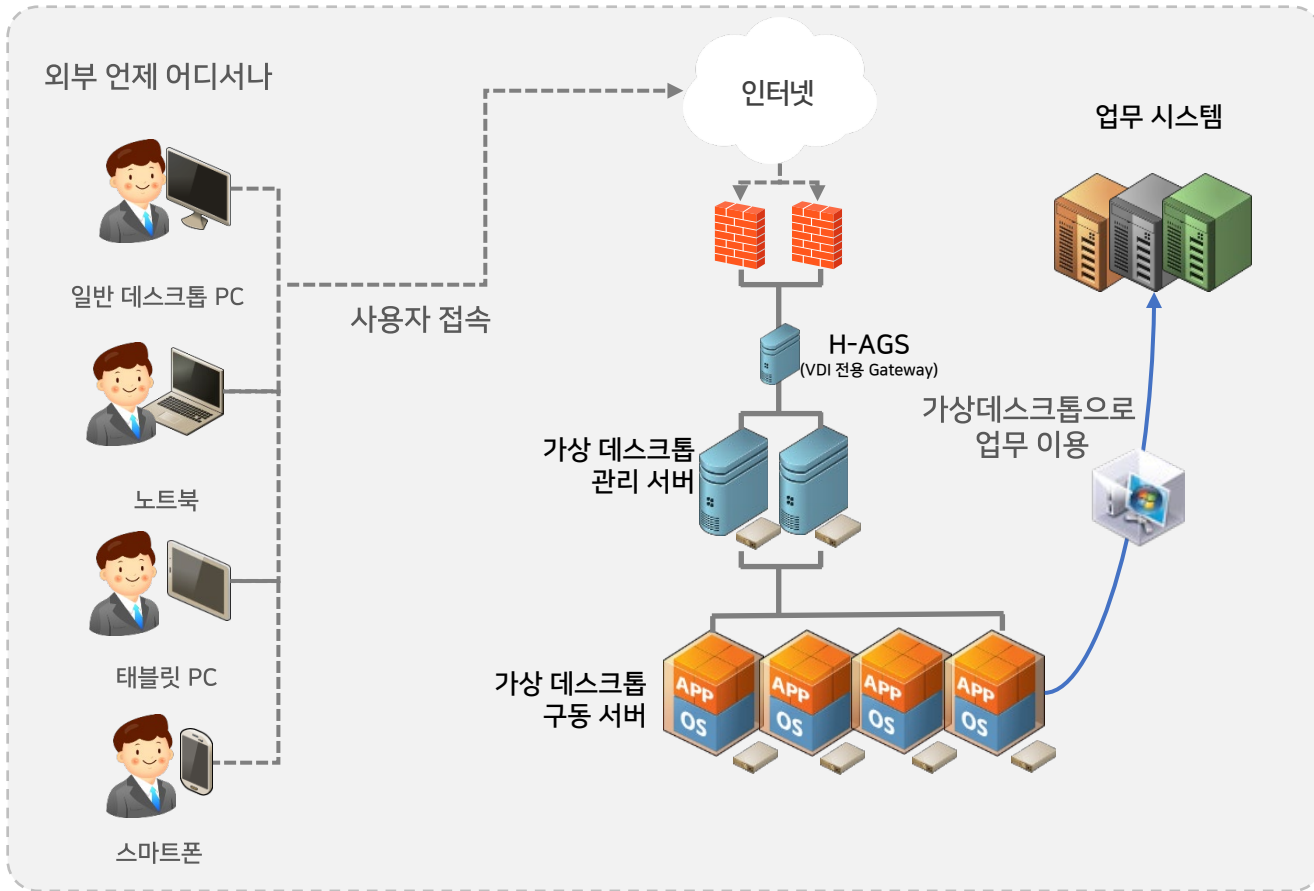 외부 언제 어디서나
인터넷
업무 시스템
일반 데스크톱 PC
사용자 접속
H-AGS
(VDI 전용 Gateway)
가상데스크톱으로
업무 이용
가상 데스크톱
관리 서버
노트북
태블릿 PC
가상 데스크톱
구동 서버
APP
OS
APP
OS
APP
OS
APP
OS
스마트폰